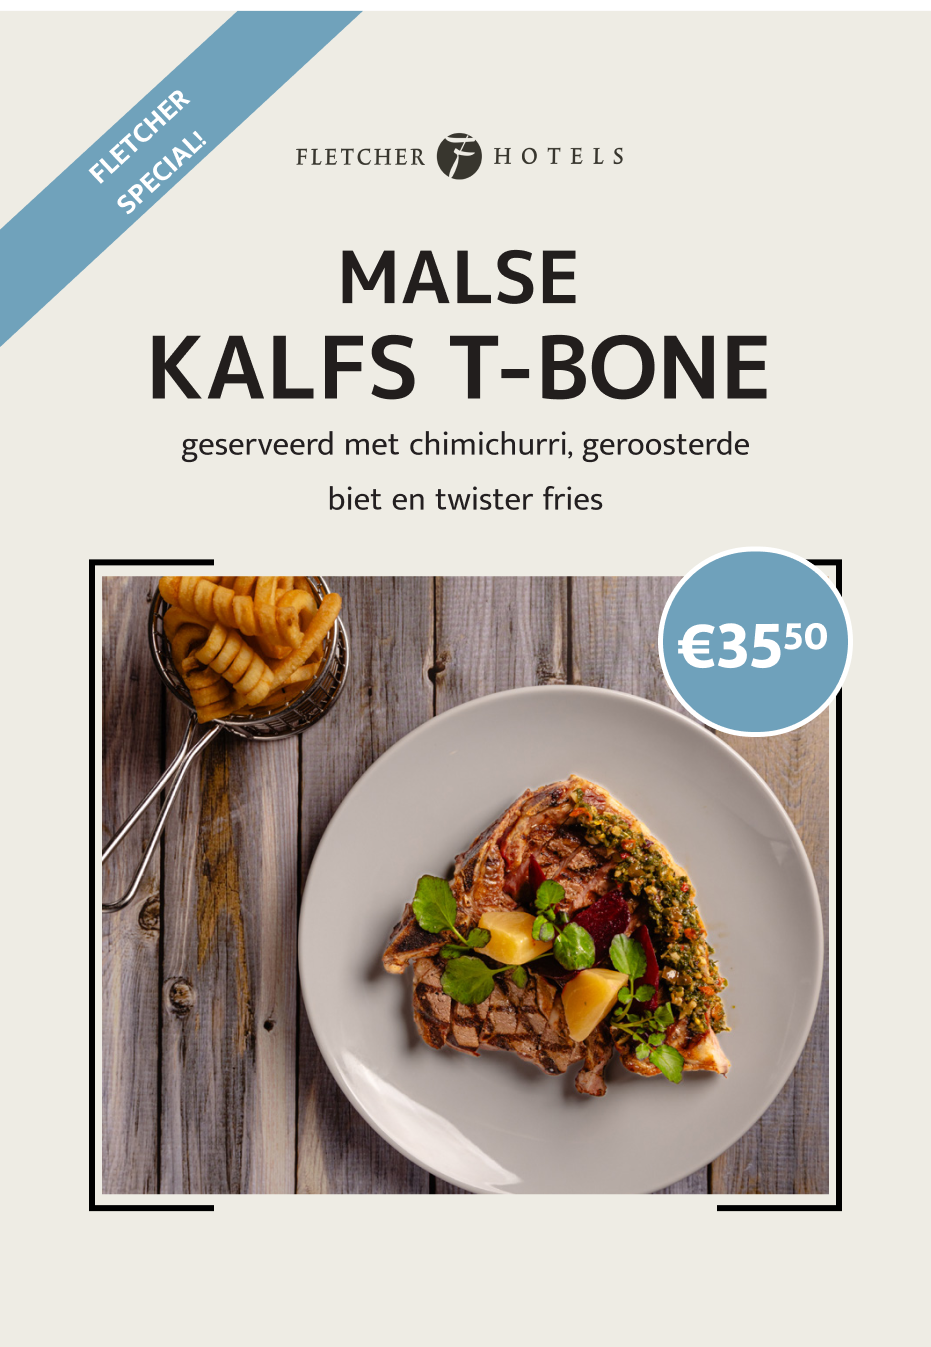 FLETCHER
SPECIAL!
FLETCHER F HOTELS
MALSE
KALFS T-BONE
geserveerd met chimichurri, geroosterde
biet en twister fries
€35⁵⁰